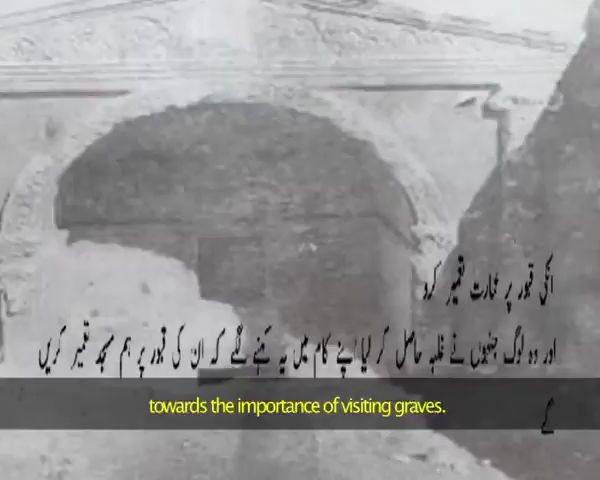 انکی قبور پر عمارت تعمیر کرو
اور وہ لوگ جنہوں نے غلبہ حاصل کر لیا اپنے کام میں یہ کہنے لگے کہ ان کی قبور پر ہم مسجد تعمیر کریں
گے
towards the importance of visiting graves.